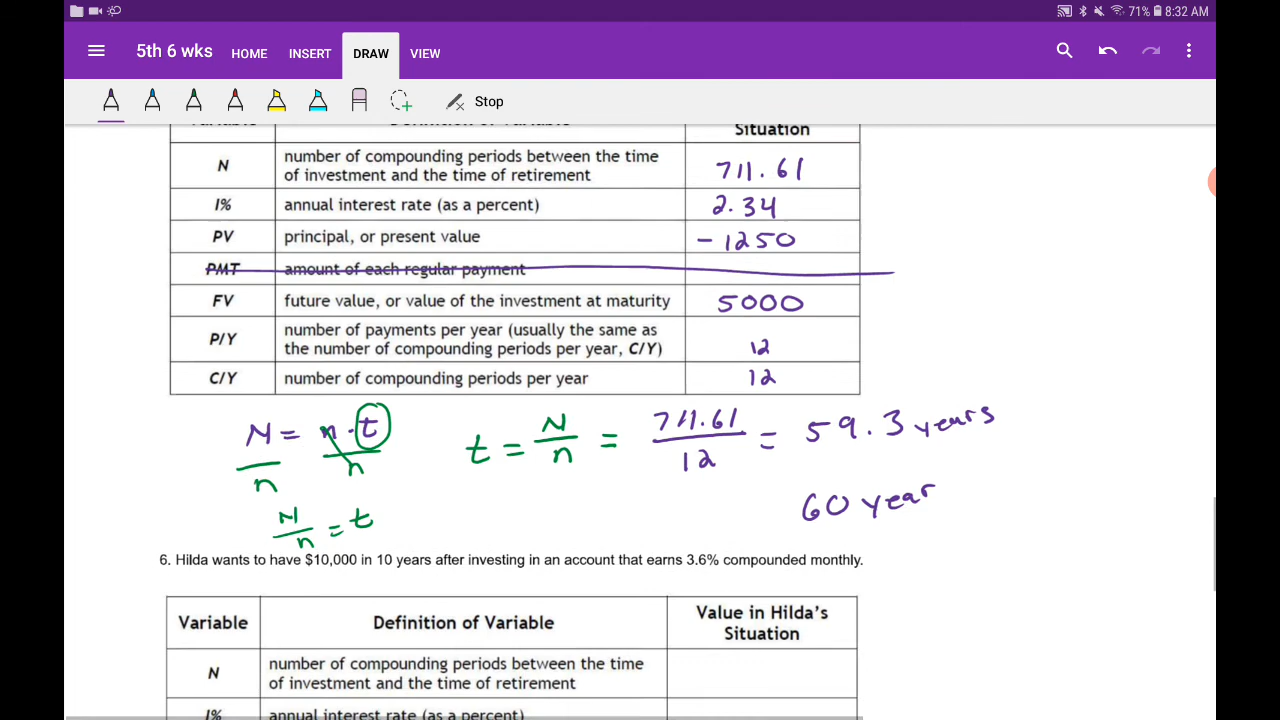 71% 8:32 AM
5th 6 wks HOME INSERT DRAW VIEW
Stop
Variable Definition of Variable Situation
N number of compounding periods between the time of investment and the time of retirement 711.61
I% annual interest rate (as a percent) 2.34
PV principal, or present value -1250
PMT amount of each regular payment
FV future value, or value of the investment at maturity 5000
P/Y number of payments per year (usually the same as the number of compounding periods per year, C/Y) 12
C/Y number of compounding periods per year 12
N = n · t
n n
N/n = t
t = N/n = 711.61/12 = 59.3 years
60 year
6. Hilda wants to have $10,000 in 10 years after investing in an account that earns 3.6% compounded monthly.
Variable Definition of Variable Value in Hilda's Situation
N number of compounding periods between the time of investment and the time of retirement
I% annual interest rate (as a percent)